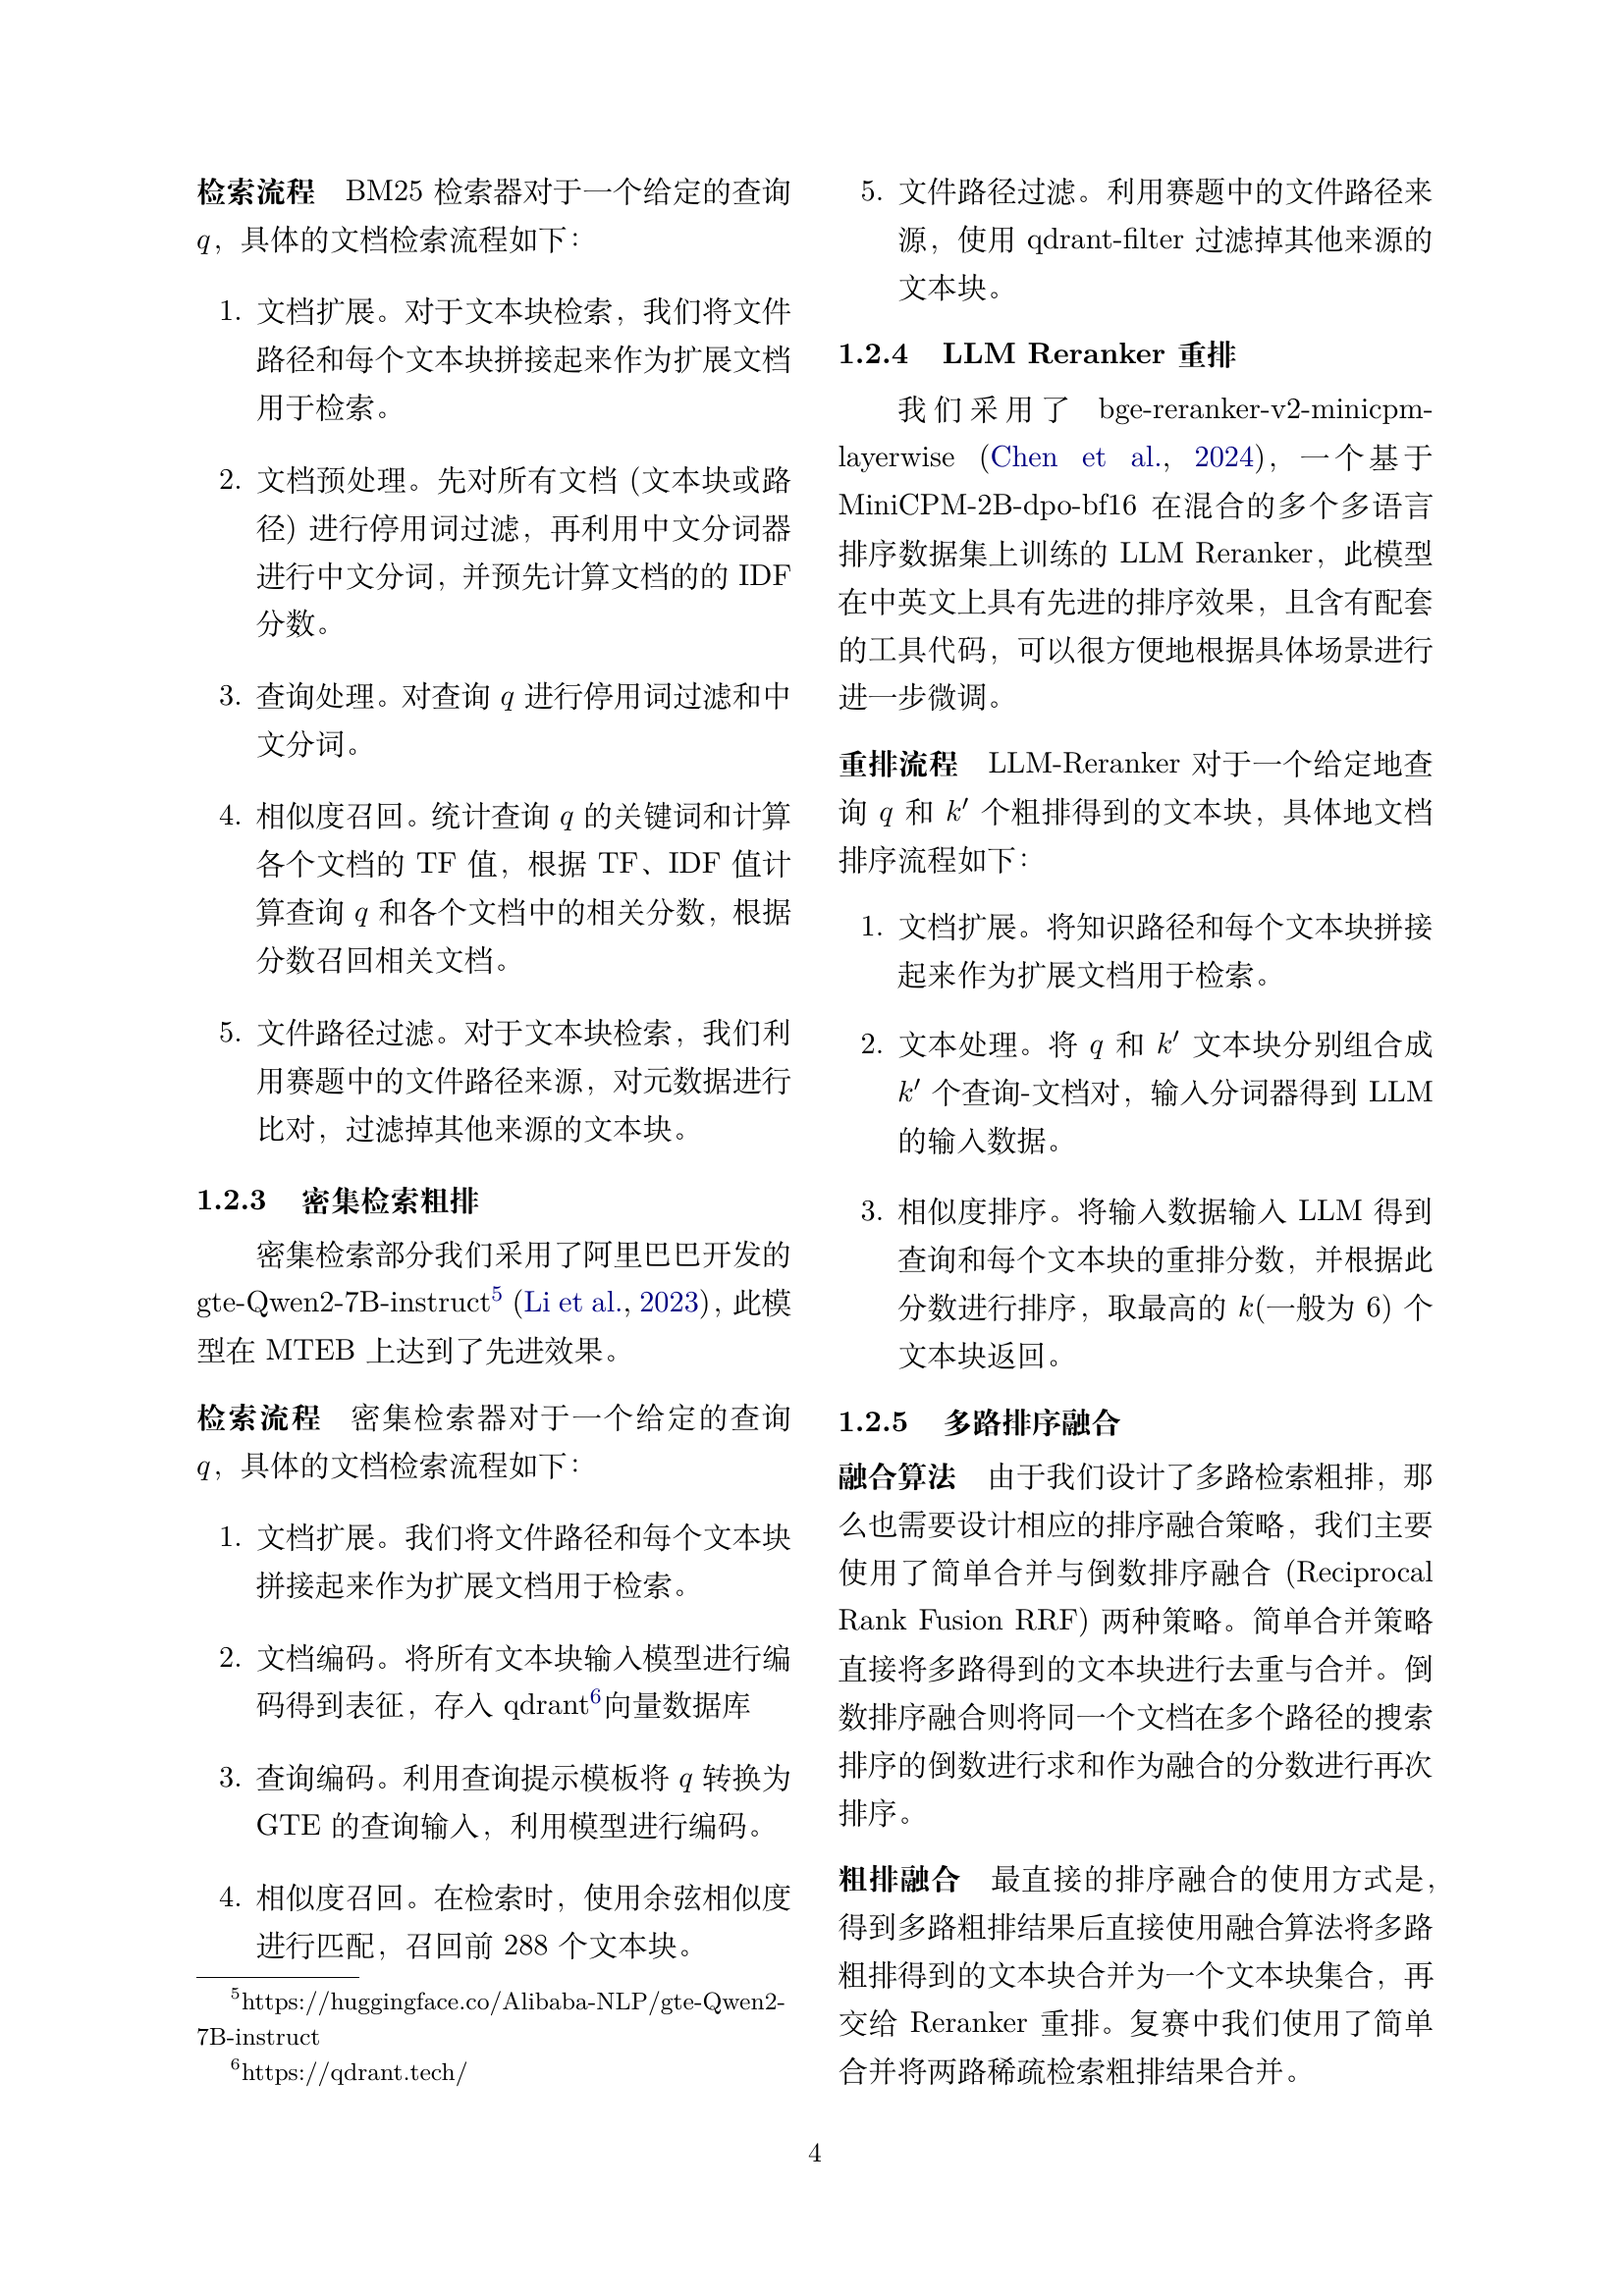 检索流程 BM25 检索器对于一个给定的查询
q，具体的文档检索流程如下：
1. 文档扩展。对于文本块检索，我们将文件
路径和每个文本块拼接起来作为扩展文档
用于检索。
2. 文档预处理。先对所有文档 (文本块或路
径) 进行停用词过滤，再利用中文分词器
进行中文分词，并预先计算文档的的 IDF
分数。
3. 查询处理。对查询 q 进行停用词过滤和中
文分词。
4. 相似度召回。统计查询 q 的关键词和计算
各个文档的 TF 值，根据 TF、IDF 值计
算查询 q 和各个文档中的相关分数，根据
分数召回相关文档。
5. 文件路径过滤。对于文本块检索，我们利
用赛题中的文件路径来源，对元数据进行
比对，过滤掉其他来源的文本块。
1.2.3 密集检索粗排
密集检索部分我们采用了阿里巴巴开发的
gte-Qwen2-7B-instruct5 (Li et al., 2023)，此模
型在 MTEB 上达到了先进效果。
检索流程 密集检索器对于一个给定的查询
q，具体的文档检索流程如下：
1. 文档扩展。我们将文件路径和每个文本块
拼接起来作为扩展文档用于检索。
2. 文档编码。将所有文本块输入模型进行编
码得到表征，存入 qdrant6向量数据库
3. 查询编码。利用查询提示模板将 q 转换为
GTE 的查询输入，利用模型进行编码。
4. 相似度召回。在检索时，使用余弦相似度
进行匹配，召回前 288 个文本块。
5https://huggingface.co/Alibaba-NLP/gte-Qwen2-
7B-instruct
6https://qdrant.tech/
5. 文件路径过滤。利用赛题中的文件路径来
源，使用 qdrant-filter 过滤掉其他来源的
文本块。
1.2.4 LLM Reranker 重排
我们采用了 bge-reranker-v2-minicpm-
layerwise (Chen et al., 2024)，一个基于
MiniCPM-2B-dpo-bf16 在混合的多个多语言
排序数据集上训练的 LLM Reranker，此模型
在中英文上具有先进的排序效果，且含有配套
的工具代码，可以很方便地根据具体场景进行
进一步微调。
重排流程 LLM-Reranker 对于一个给定地查
询 q 和 k′ 个粗排得到的文本块，具体地文档
排序流程如下：
1. 文档扩展。将知识路径和每个文本块拼接
起来作为扩展文档用于检索。
2. 文本处理。将 q 和 k′ 文本块分别组合成
k′ 个查询-文档对，输入分词器得到 LLM
的输入数据。
3. 相似度排序。将输入数据输入 LLM 得到
查询和每个文本块的重排分数，并根据此
分数进行排序，取最高的 k(一般为 6) 个
文本块返回。
1.2.5 多路排序融合
融合算法 由于我们设计了多路检索粗排，那
么也需要设计相应的排序融合策略，我们主要
使用了简单合并与倒数排序融合 (Reciprocal
Rank Fusion RRF) 两种策略。简单合并策略
直接将多路得到的文本块进行去重与合并。倒
数排序融合则将同一个文档在多个路径的搜索
排序的倒数进行求和作为融合的分数进行再次
排序。
粗排融合 最直接的排序融合的使用方式是，
得到多路粗排结果后直接使用融合算法将多路
粗排得到的文本块合并为一个文本块集合，再
交给 Reranker 重排。复赛中我们使用了简单
合并将两路稀疏检索粗排结果合并。
4